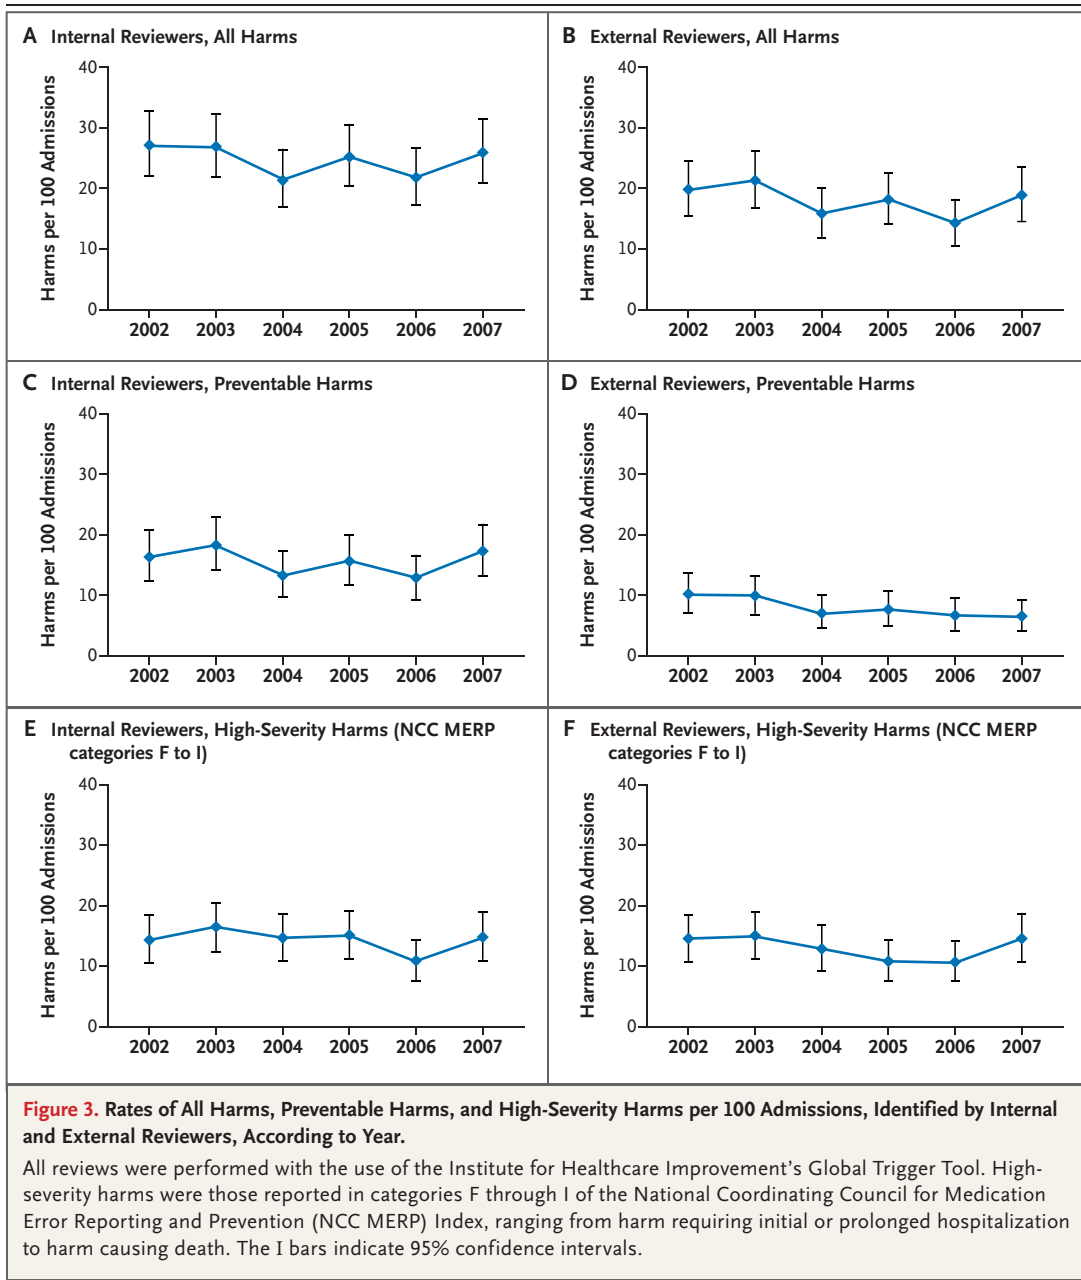 A Internal Reviewers, All Harms
Harms per 100 Admissions
40
30
20
10
0
2002 2003 2004 2005 2006 2007
B External Reviewers, All Harms
Harms per 100 Admissions
40
30
20
10
0
2002 2003 2004 2005 2006 2007
C Internal Reviewers, Preventable Harms
Harms per 100 Admissions
40
30
20
10
0
2002 2003 2004 2005 2006 2007
D External Reviewers, Preventable Harms
Harms per 100 Admissions
40
30
20
10
0
2002 2003 2004 2005 2006 2007
E Internal Reviewers, High-Severity Harms (NCC MERP
categories F to I)
Harms per 100 Admissions
40
30
20
10
0
2002 2003 2004 2005 2006 2007
F External Reviewers, High-Severity Harms (NCC MERP
categories F to I)
Harms per 100 Admissions
40
30
20
10
0
2002 2003 2004 2005 2006 2007
Figure 3. Rates of All Harms, Preventable Harms, and High-Severity Harms per 100 Admissions, Identified by Internal
and External Reviewers, According to Year.
All reviews were performed with the use of the Institute for Healthcare Improvement's Global Trigger Tool. High-
severity harms were those reported in categories F through I of the National Coordinating Council for Medication
Error Reporting and Prevention (NCC MERP) Index, ranging from harm requiring initial or prolonged hospitalization
to harm causing death. The I bars indicate 95% confidence intervals.